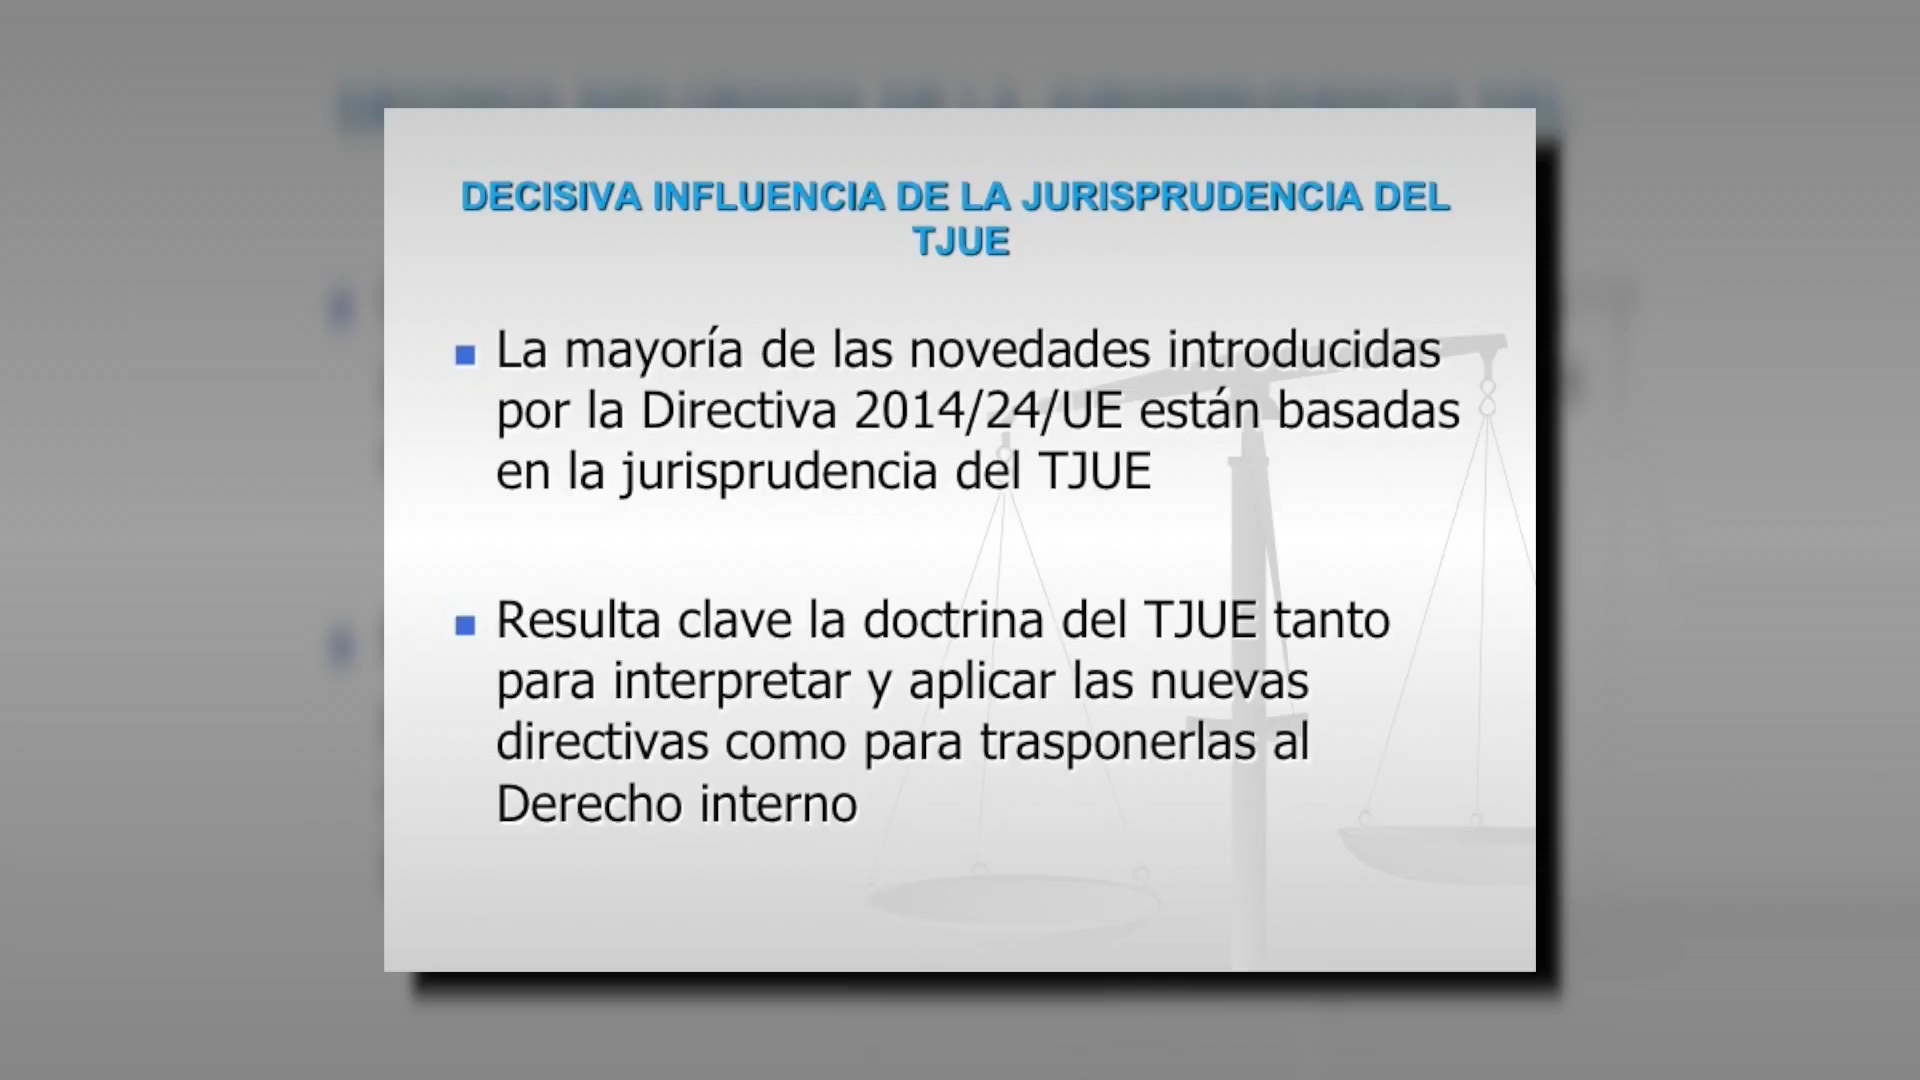 DECISIVA INFLUENCIA DE LA JURISPRUDENCIA DEL
TJUE
La mayoría de las novedades introducidas
por la Directiva 2014/24/UE están basadas
en la jurisprudencia del TJUE
Resulta clave la doctrina del TJUE tanto
para interpretar y aplicar las nuevas
directivas como para trasponerlas al
Derecho interno